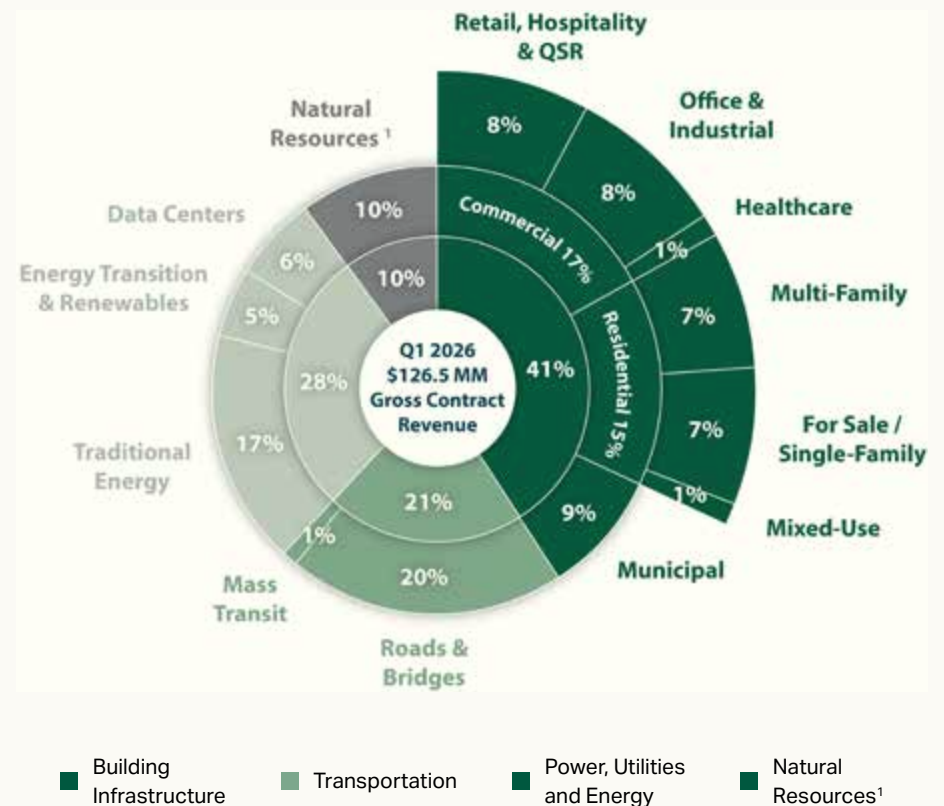 Retail, Hospitality
& QSR
8%
Office &
Industrial
8%
Healthcare
1%
Multi-Family
7%
For Sale /
Single-Family
7%
Mixed-Use
1%
Commercial 17%
Residential 15%
Municipal
9%
41%
Roads &
Bridges
20%
21%
Mass
Transit
1%
Traditional
Energy
17%
Energy Transition
& Renewables
5%
Data Centers
6%
28%
Natural
Resources ¹
10%
10%
Q1 2026
$126.5 MM
Gross Contract
Revenue
Building
Infrastructure
Transportation
Power, Utilities
and Energy
Natural
Resources¹